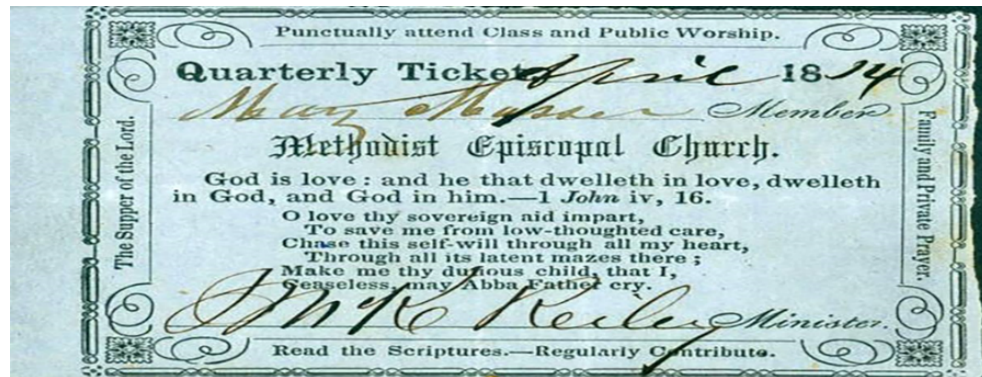 Punctually attend Class and Public Worship.
Quarterly Ticket April 18
Mary Musser Member
Methodist Episcopal Church.
God is love: and he that dwelleth in love, dwelleth
in God, and God in him.—1 John iv, 16.
O love thy sovereign aid impart,
To save me from low-thoughted care,
Chase this self-will through all my heart,
Through all its latent mazes there;
Make me thy duteous child, that I,
Ceaseless, may Abba Father cry.
Minister.
Read the Scriptures.—Regularly Contribute.
The Supper of the Lord.
Family and Private Prayer.